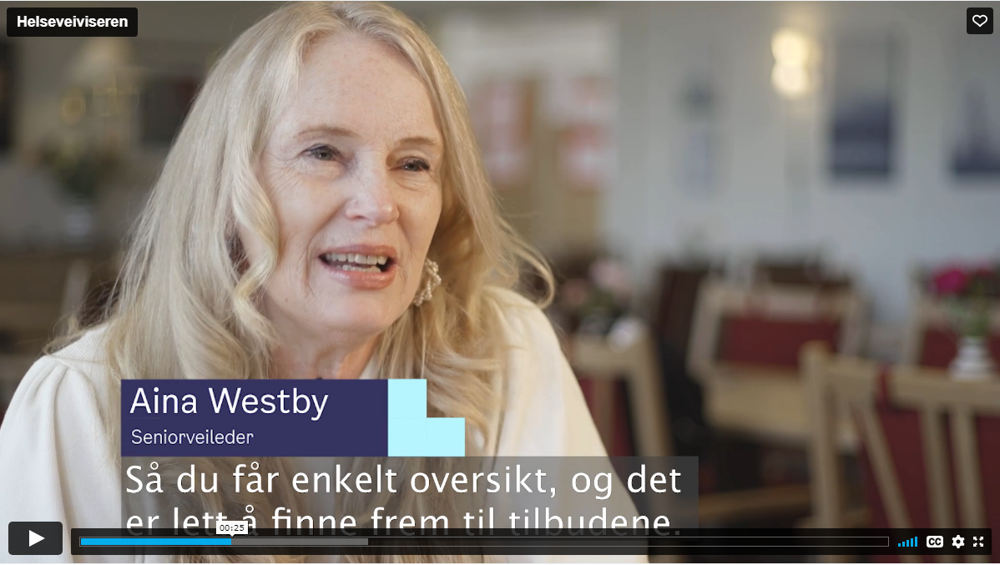 Helseveiviseren
Aina Westby
Seniorveileder
Så du får enkelt oversikt, og det
er lett å finne frem til tilbudene.
00:25
CC